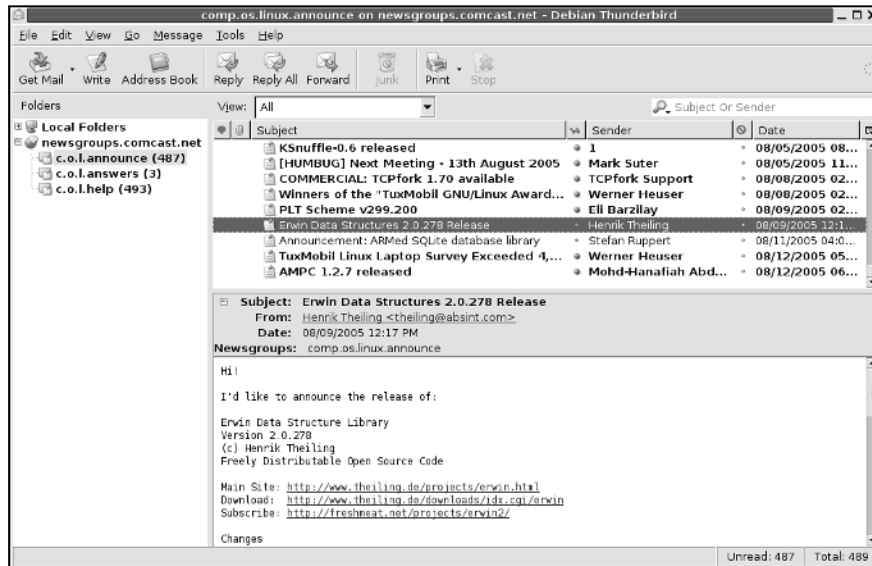 comp.os.linux.announce on newsgroups.comcast.net - Debian Thunderbird
File Edit View Go Message Tools Help
Get Mail Write Address Book Reply Reply All Forward Junk Print Stop
Folders View: All Subject Or Sender
Local Folders
newsgroups.comcast.net
c.o.l.announce (487)
c.o.l.answers (3)
c.o.l.help (493)
Subject Sender Date
KSnuffle-0.6 released 1 08/05/2005 08...
[HUMBUG] Next Meeting - 13th August 2005 Mark Suter 08/05/2005 11...
COMMERCIAL: TCPfork 1.70 available TCPfork Support 08/08/2005 02...
Winners of the "TuxMobil GNU/Linux Award... Werner Heuser 08/08/2005 02...
PLT Scheme v299.200 Eli Barzilay 08/09/2005 02...
Erwin Data Structures 2.0.278 Release Henrik Theiling 08/09/2005 12:1...
Announcement: ARMed SQLite database library Stefan Ruppert 08/11/2005 04:0...
TuxMobil Linux Laptop Survey Exceeded 4,... Werner Heuser 08/12/2005 05...
AMPC 1.2.7 released Mohd-Hanafiah Abd... 08/12/2005 06...
Subject: Erwin Data Structures 2.0.278 Release
From: Henrik Theiling <theiling@absint.com>
Date: 08/09/2005 12:17 PM
Newsgroups: comp.os.linux.announce
Hi!
I'd like to announce the release of:
Erwin Data Structure Library
Version 2.0.278
(c) Henrik Theiling
Freely Distributable Open Source Code
Main Site: http://www.theiling.de/projects/erwin.html
Download: http://www.theiling.de/downloads/idx.cgi/erwin
Subscribe: http://freshmeat.net/projects/erwin2/
Changes
Unread: 487 Total: 489